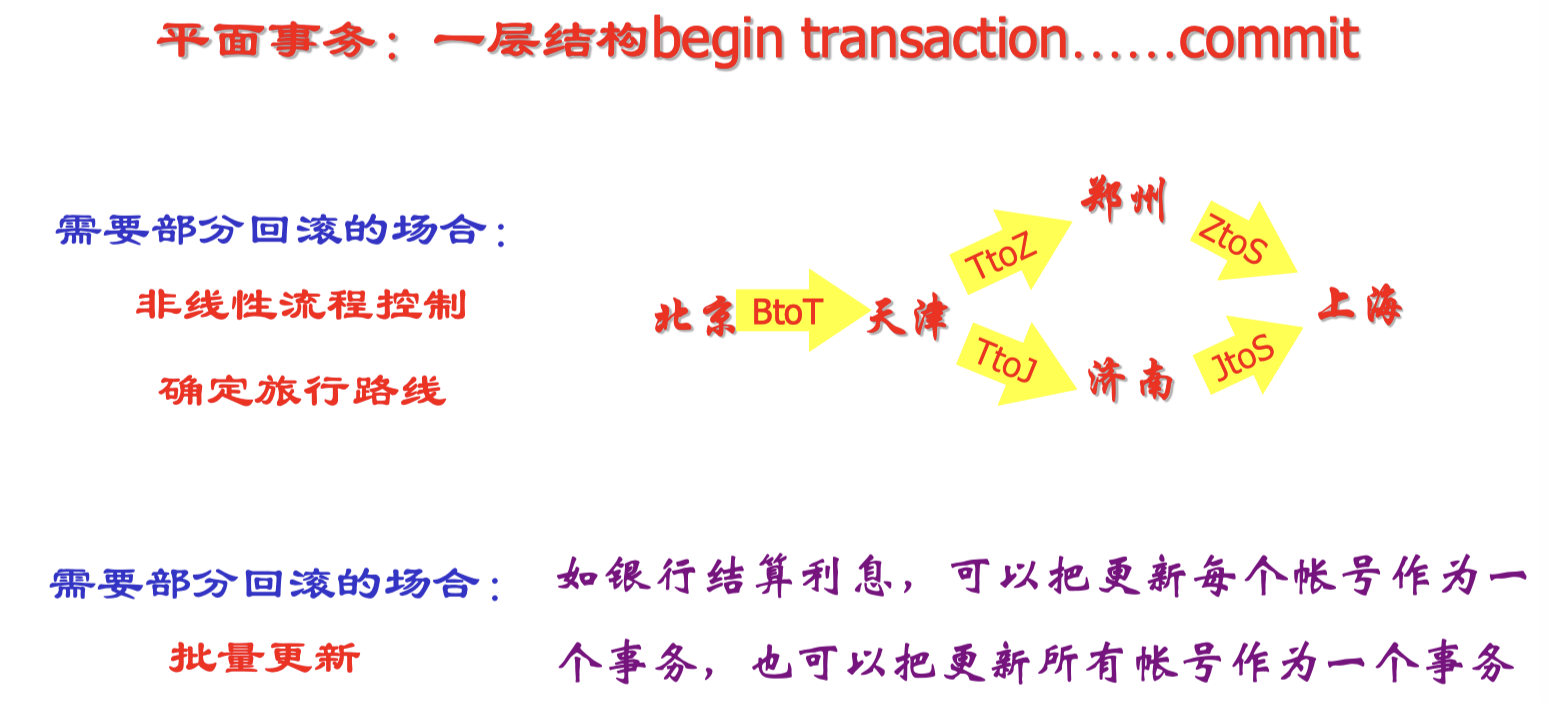 平面事务：一层结构begin transaction……commit
需要部分回滚的场合：
非线性流程控制
确定旅行路线
北京
BtoT
天津
TtoZ
郑州
ZtoS
TtoJ
济南
JtoS
上海
需要部分回滚的场合：
批量更新
如银行结算利息，可以把更新每个帐号作为一
个事务，也可以把更新所有帐号作为一个事务